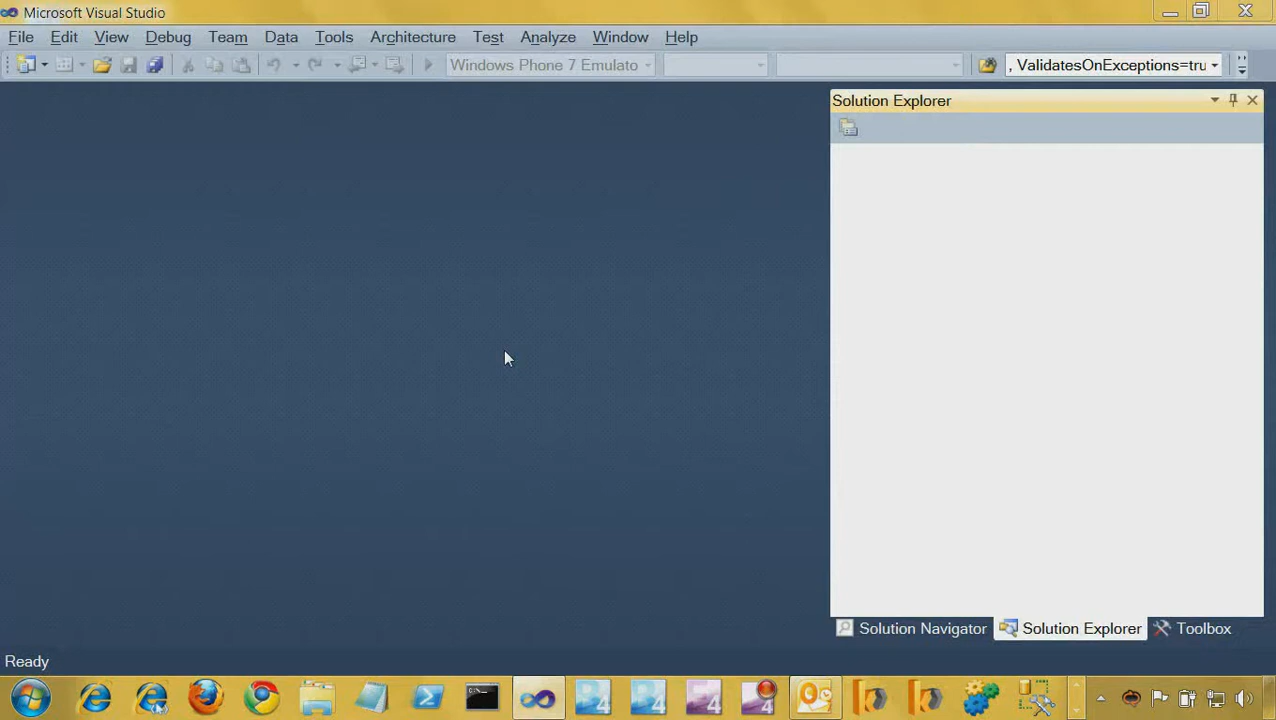 Microsoft Visual Studio
File Edit View Debug Team Data Tools Architecture Test Analyze Window Help
Windows Phone 7 Emulato , ValidatesOnExceptions=tru
Solution Explorer
Solution Navigator Solution Explorer Toolbox
Ready